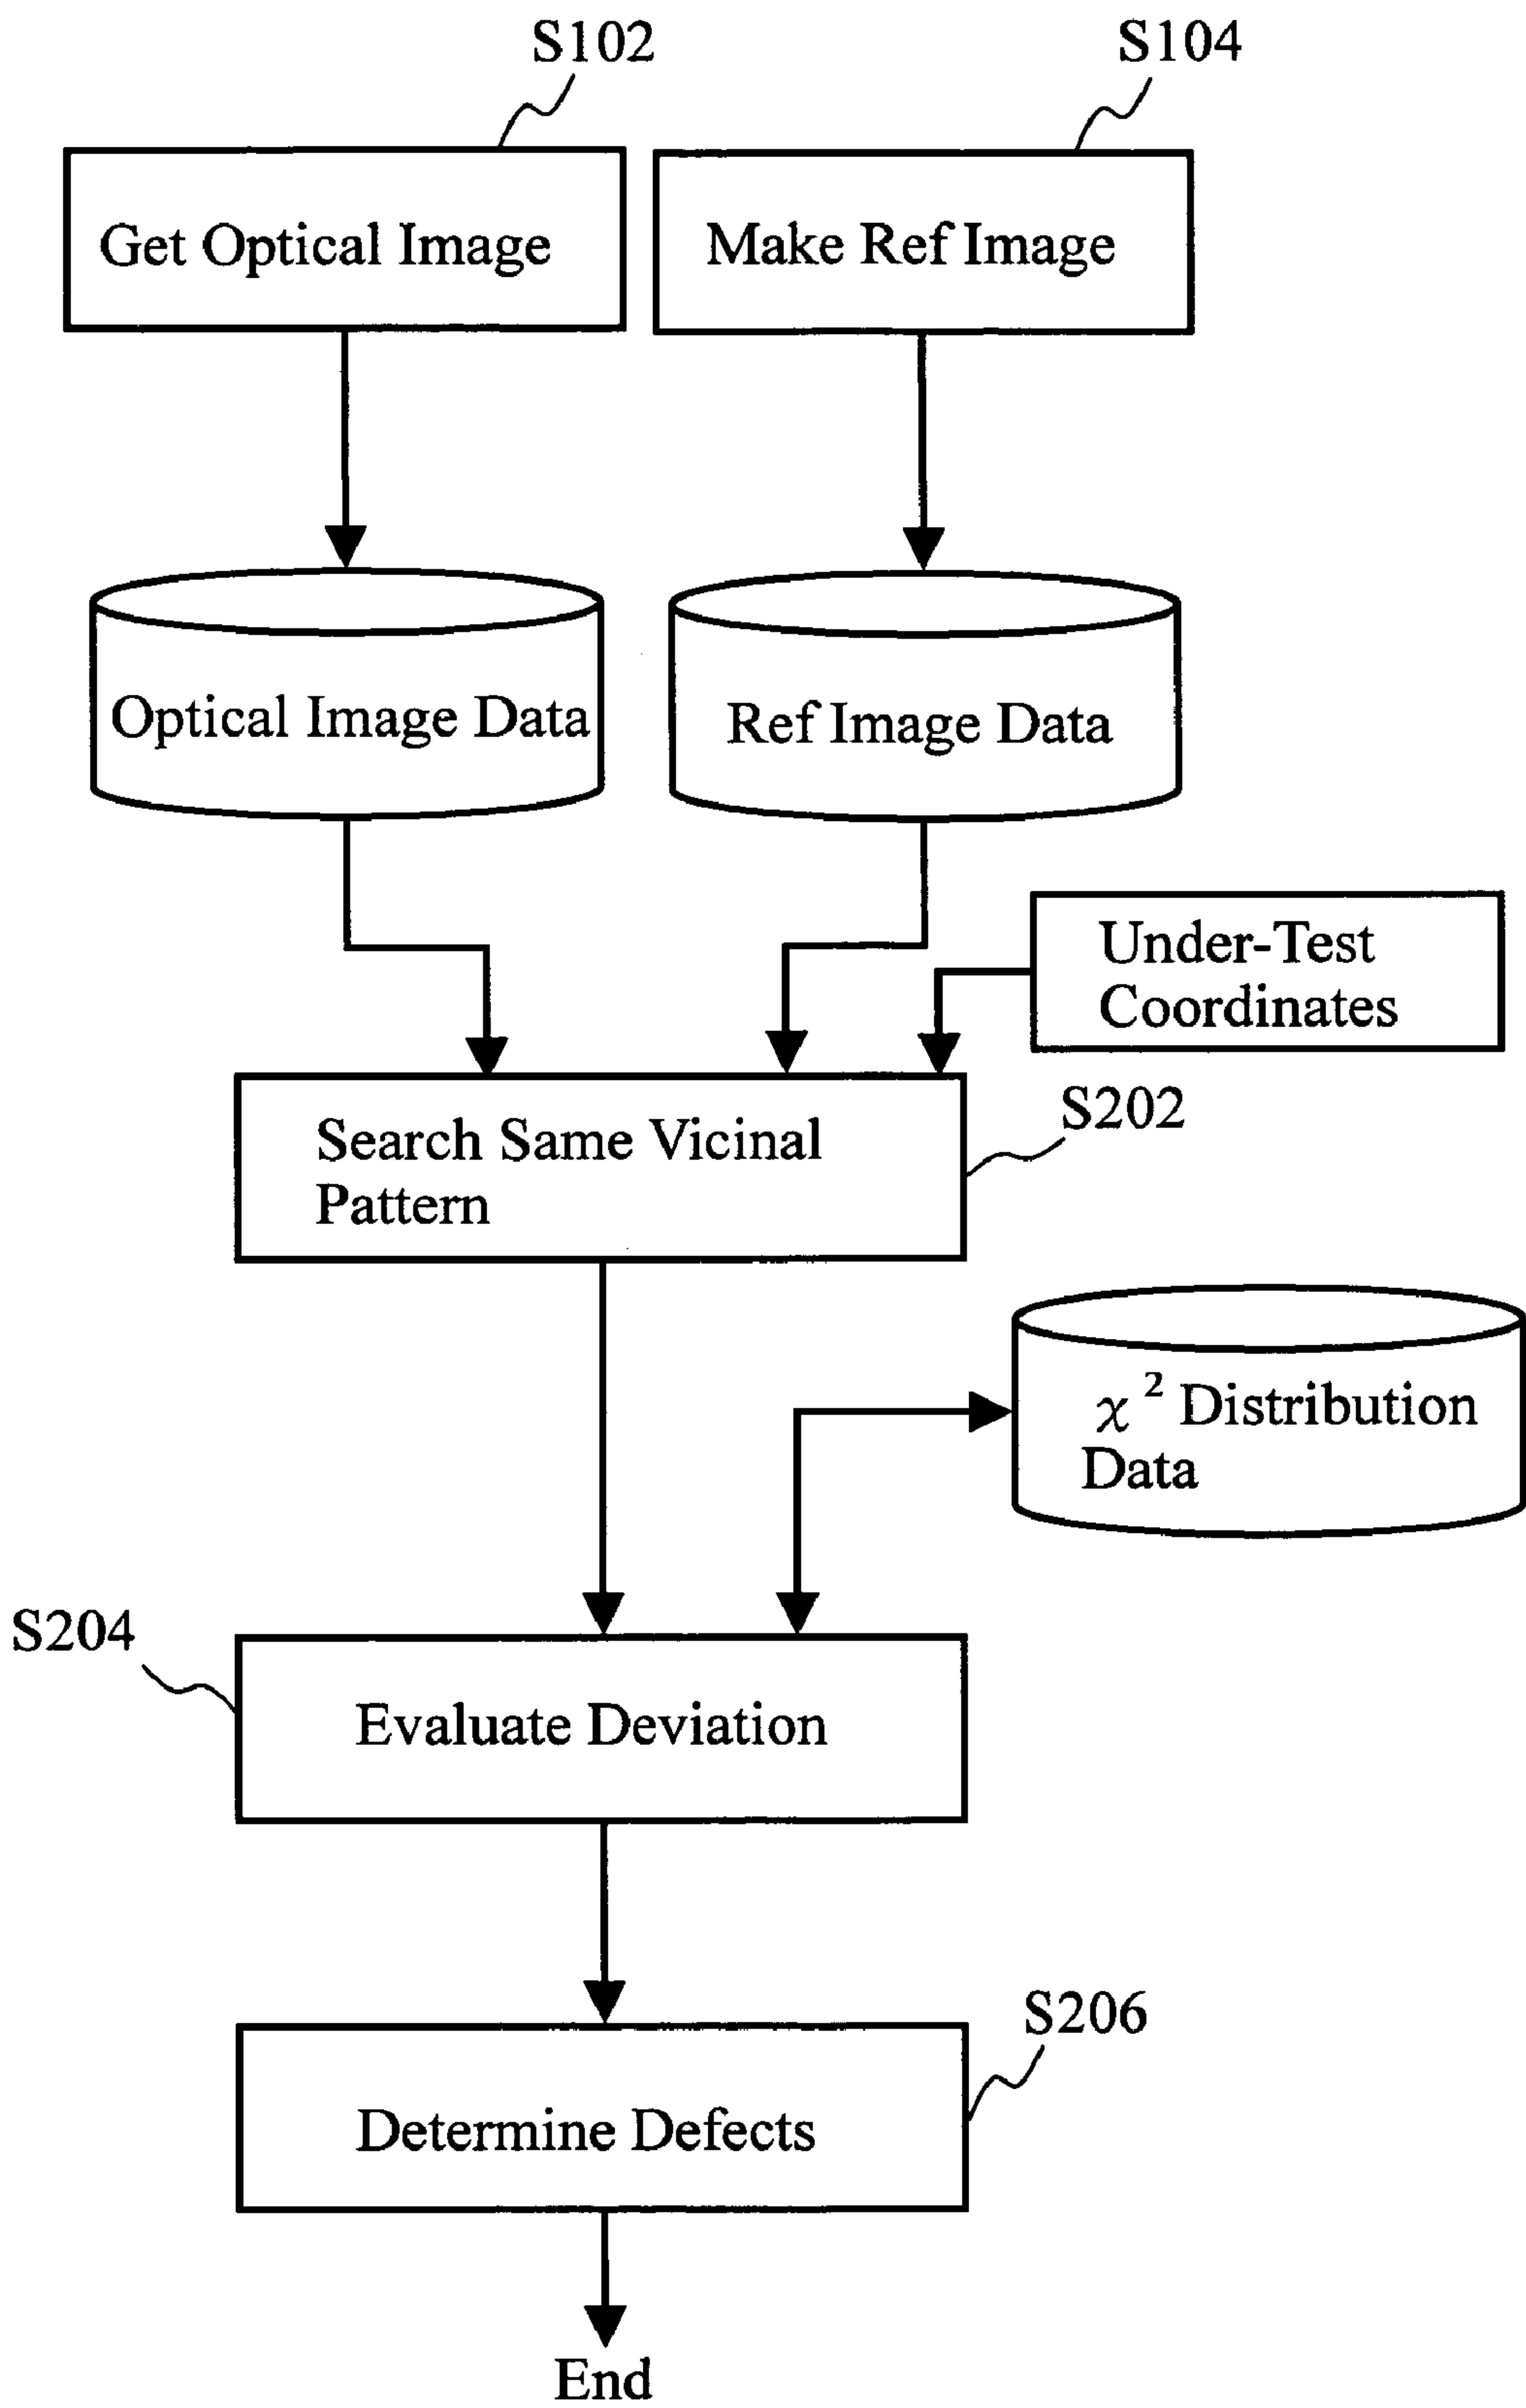 S102
S104
Get Optical Image
Make Ref Image
Optical Image Data
Ref Image Data
Under-Test
Coordinates
Search Same Vicinal
Pattern
S202
χ² Distribution
Data
S204
Evaluate Deviation
S206
Determine Defects
End